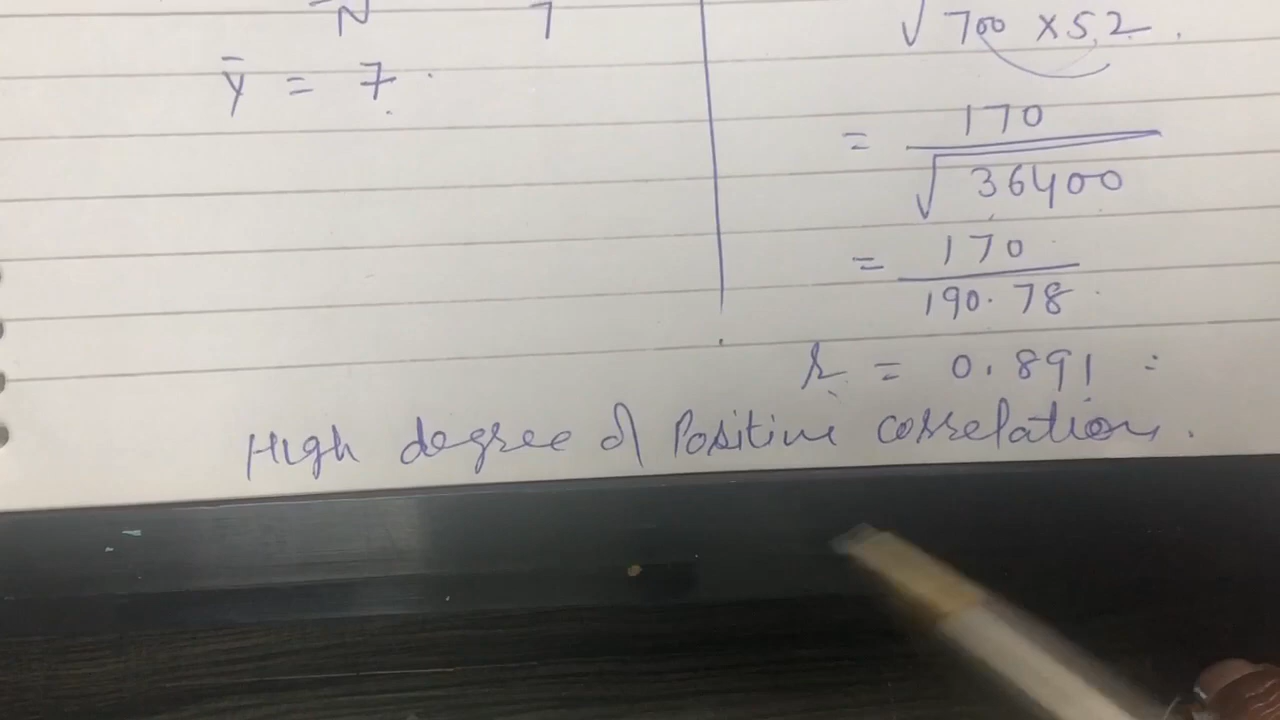 N 7
ȳ = 7
√700 × 52
= 170
√36400
= 170
190.78
r = 0.891
High degree of Positive correlation.